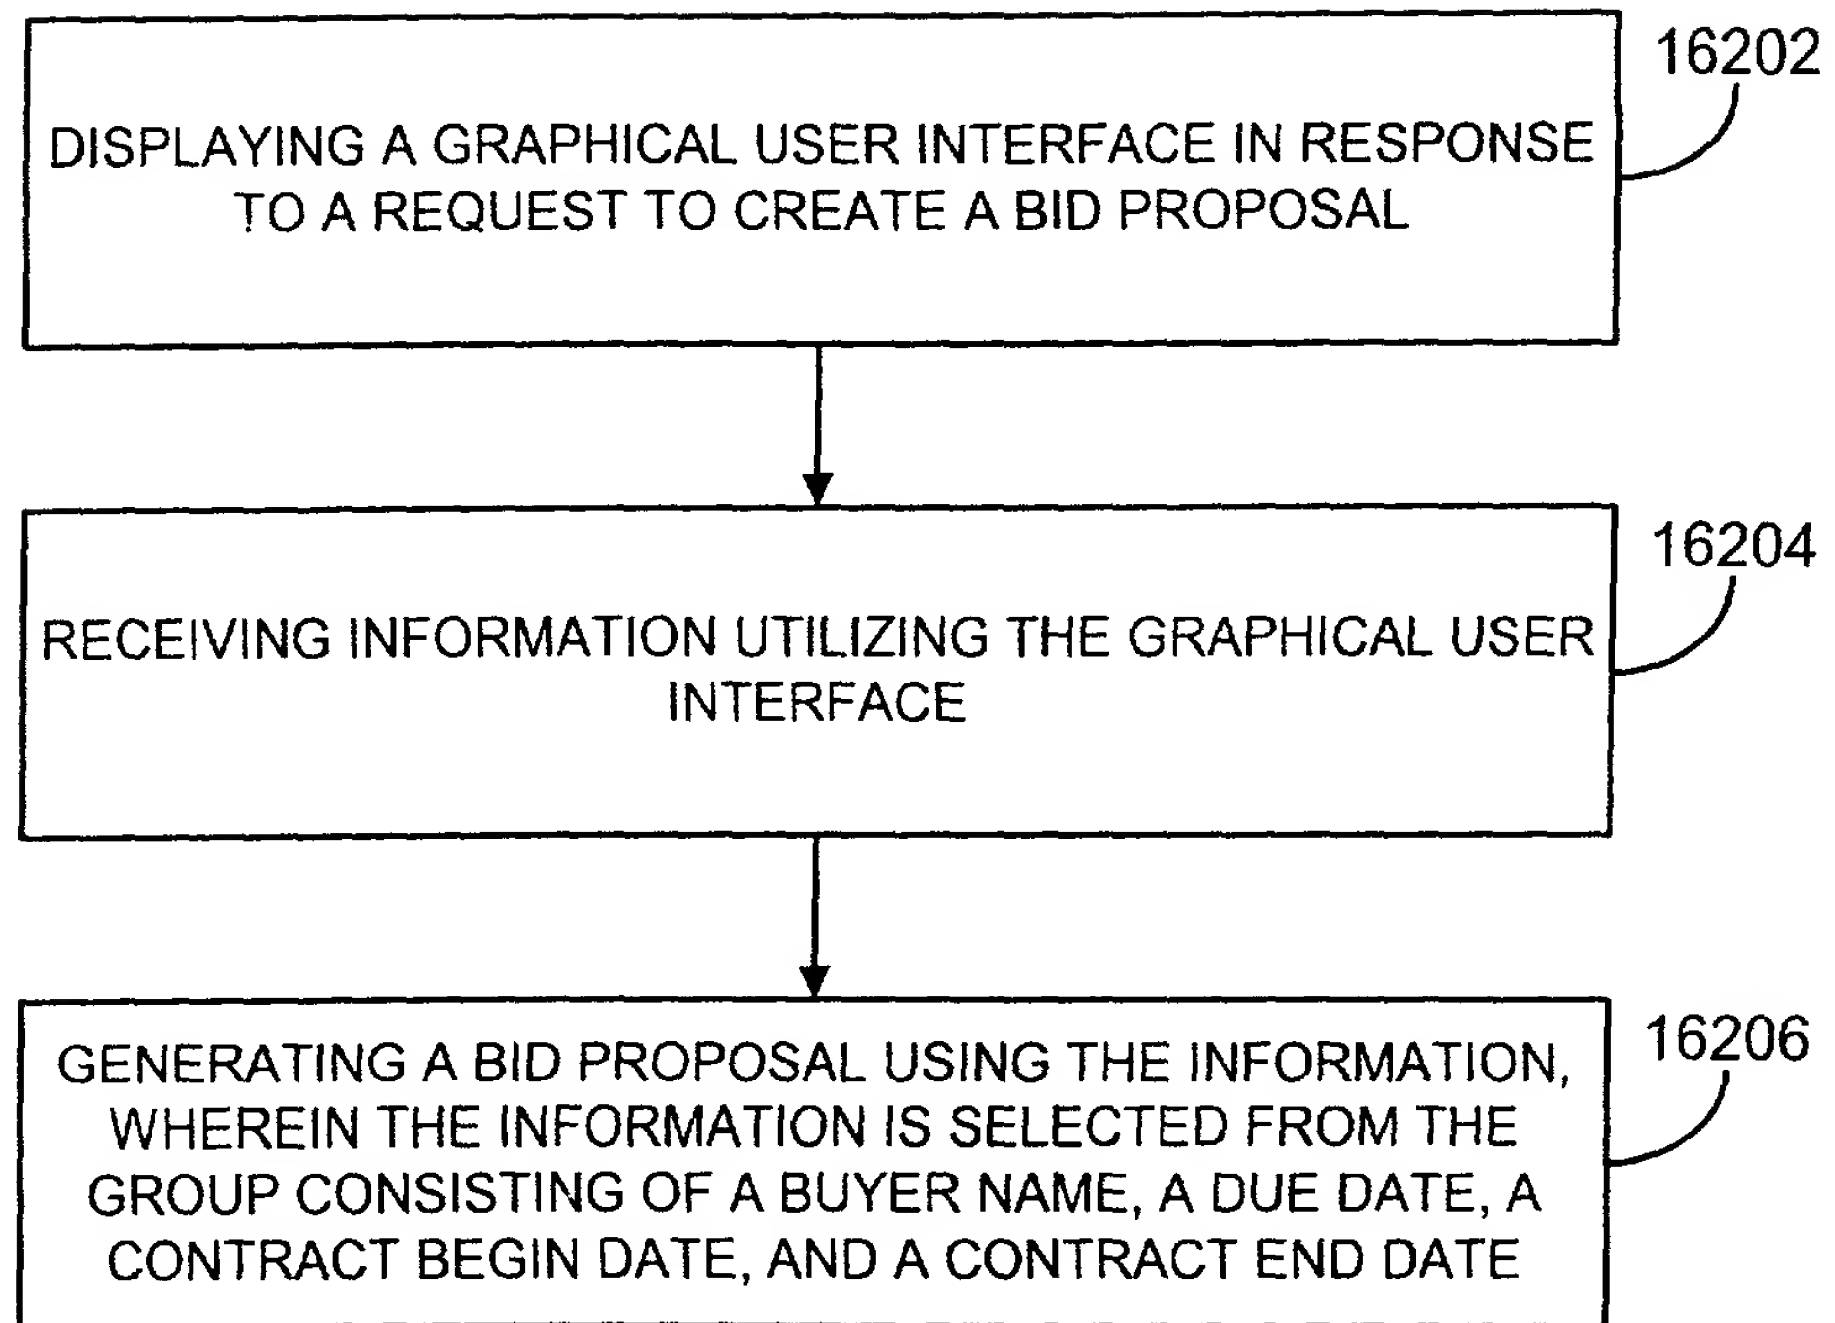 16202
DISPLAYING A GRAPHICAL USER INTERFACE IN RESPONSE
TO A REQUEST TO CREATE A BID PROPOSAL
16204
RECEIVING INFORMATION UTILIZING THE GRAPHICAL USER
INTERFACE
16206
GENERATING A BID PROPOSAL USING THE INFORMATION,
WHEREIN THE INFORMATION IS SELECTED FROM THE
GROUP CONSISTING OF A BUYER NAME, A DUE DATE, A
CONTRACT BEGIN DATE, AND A CONTRACT END DATE